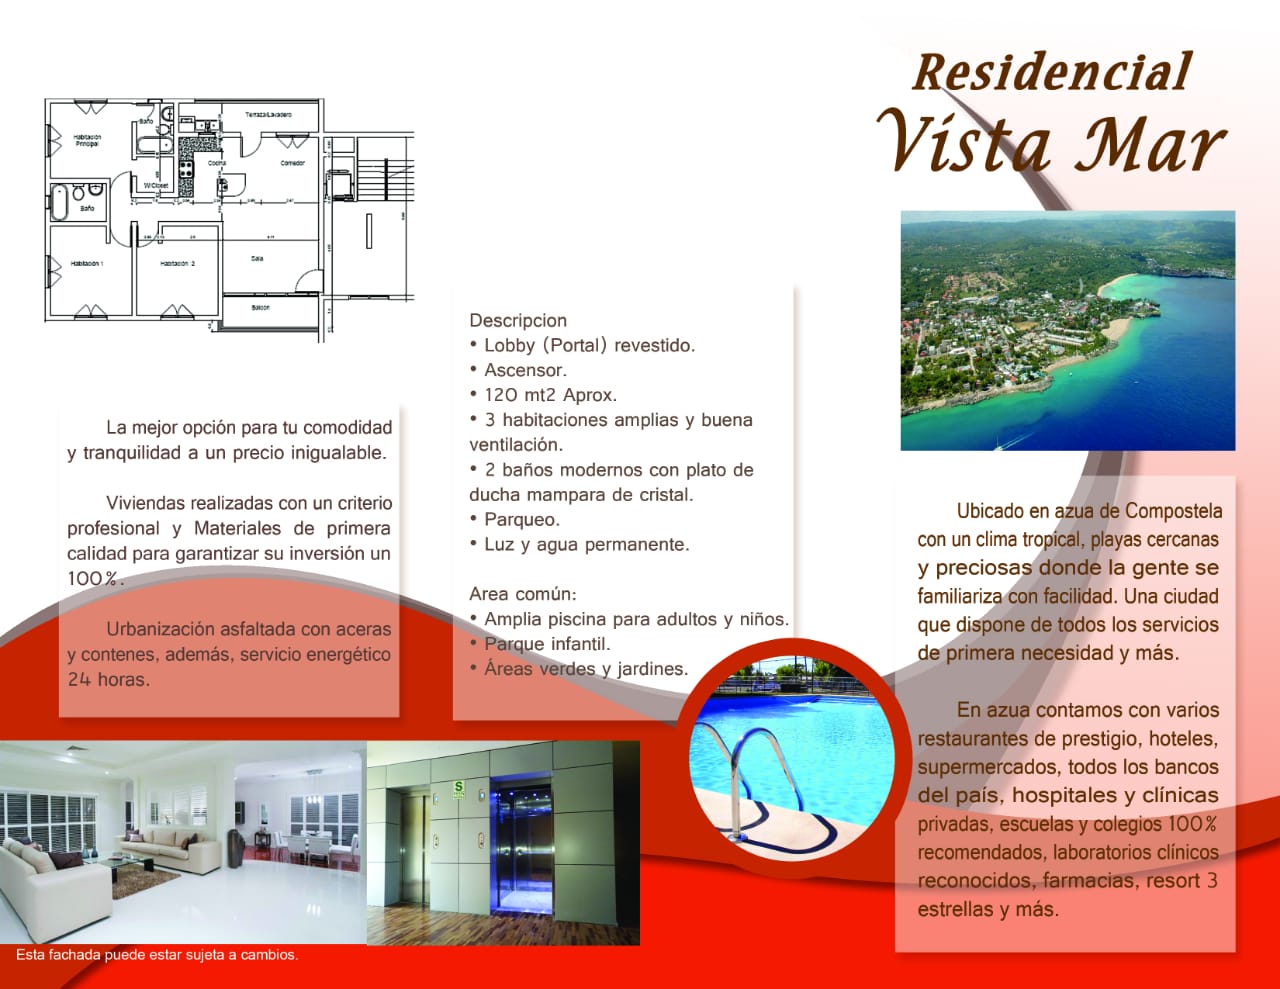 Residencial
Vista Mar
Baño
Terraza/Lavadero
Habitación
Principal
Cocina
Comedor
W/Closet
Baño
Habitación 1
Habitación 2
Sala
Balcón
La mejor opción para tu comodidad
y tranquilidad a un precio inigualable.
Viviendas realizadas con un criterio
profesional y Materiales de primera
calidad para garantizar su inversión un
100%.
Urbanización asfaltada con aceras
y contenes, además, servicio energético
24 horas.
Descripcion
• Lobby (Portal) revestido.
• Ascensor.
• 120 mt2 Aprox.
• 3 habitaciones amplias y buena
ventilación.
• 2 baños modernos con plato de
ducha mampara de cristal.
• Parqueo.
• Luz y agua permanente.
Area común:
• Amplia piscina para adultos y niños.
• Parque infantil.
• Áreas verdes y jardines.
Ubicado en azua de Compostela
con un clima tropical, playas cercanas
y preciosas donde la gente se
familiariza con facilidad. Una ciudad
que dispone de todos los servicios
de primera necesidad y más.
En azua contamos con varios
restaurantes de prestigio, hoteles,
supermercados, todos los bancos
del país, hospitales y clínicas
privadas, escuelas y colegios 100%
recomendados, laboratorios clínicos
reconocidos, farmacias, resort 3
estrellas y más.
S
Esta fachada puede estar sujeta a cambios.